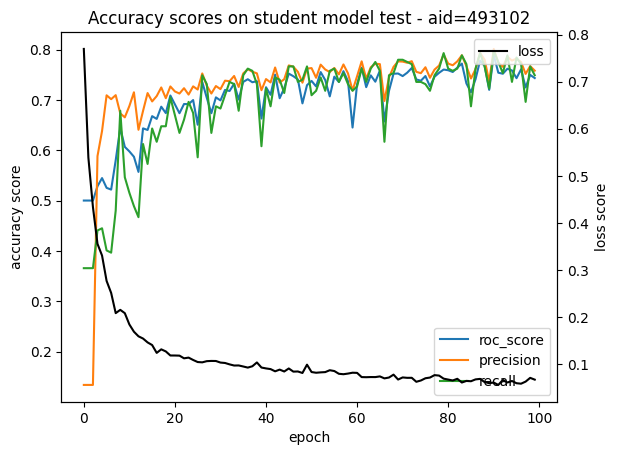 Accuracy scores on student model test - aid=493102
loss
accuracy score
loss score
0.8
0.7
0.6
0.5
0.4
0.3
0.2
0.8
0.7
0.6
0.5
0.4
0.3
0.2
0.1
roc_score
precision
recall
0
20
40
60
80
100
epoch